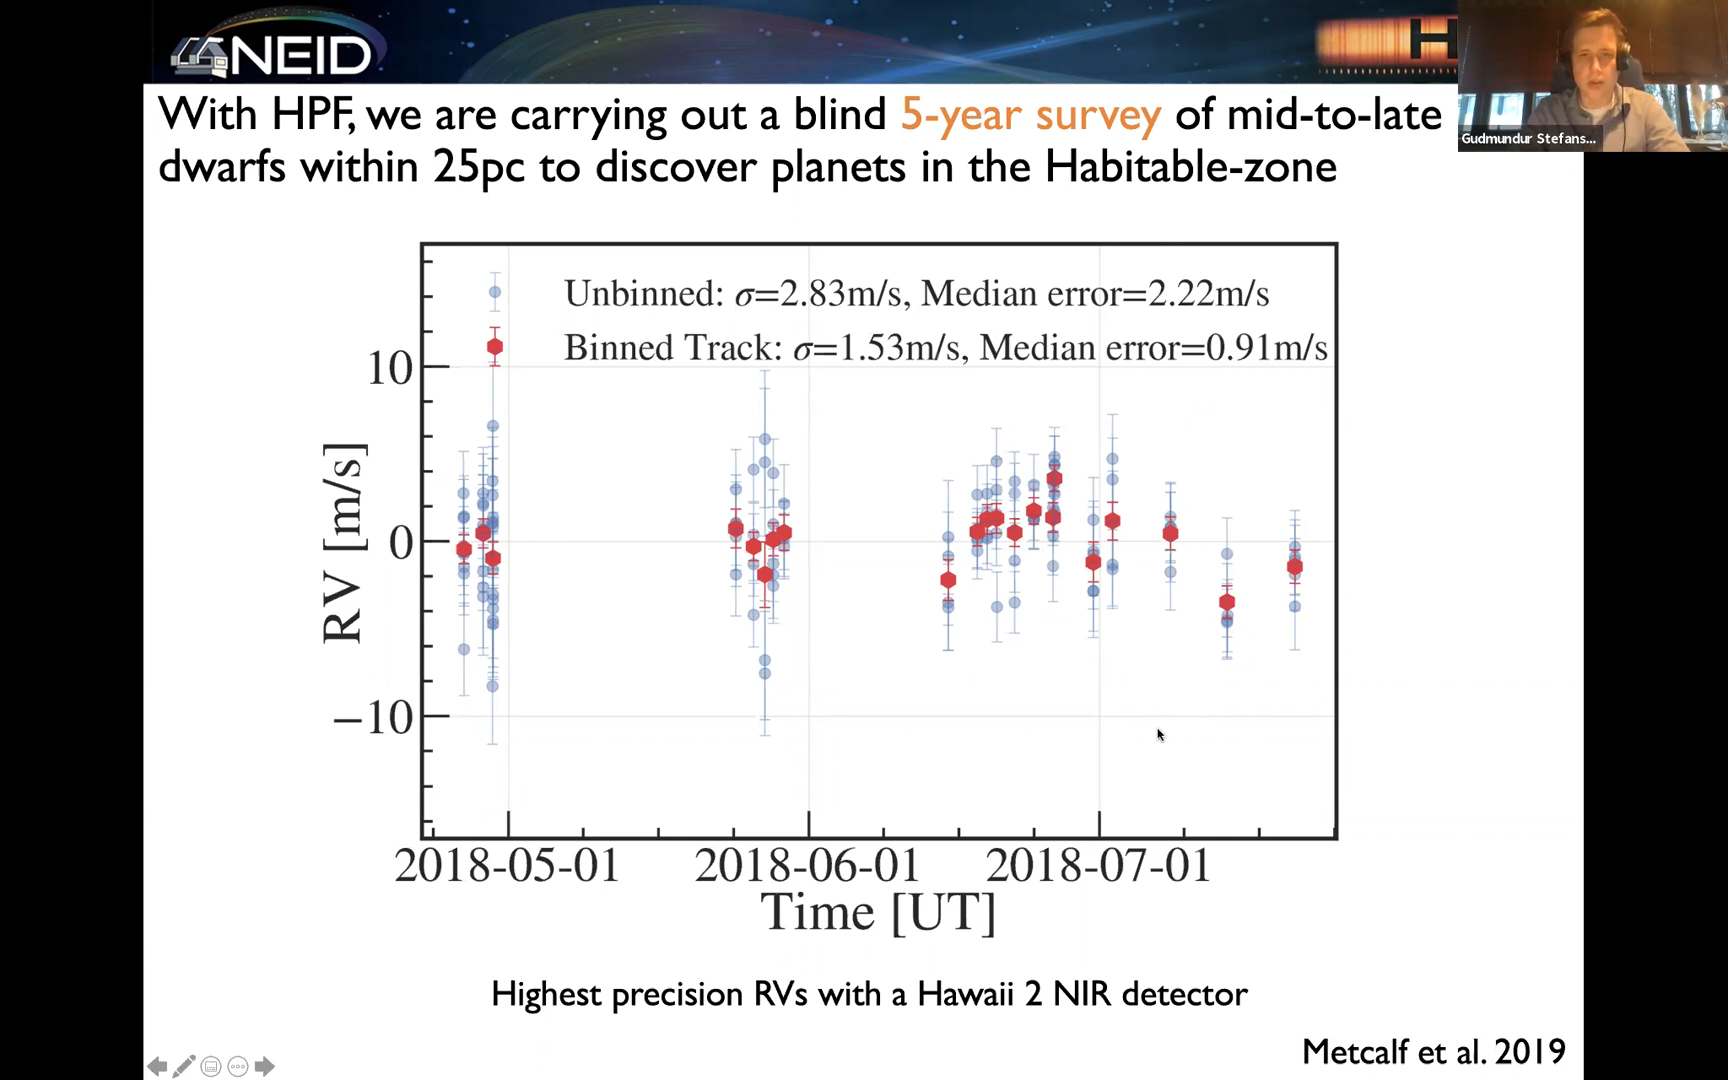 NEID
H
Gudmundur Stefans...
With HPF, we are carrying out a blind 5-year survey of mid-to-late
dwarfs within 25pc to discover planets in the Habitable-zone
Unbinned: σ=2.83m/s, Median error=2.22m/s
Binned Track: σ=1.53m/s, Median error=0.91m/s
10
0
−10
RV [m/s]
2018-05-01 2018-06-01 2018-07-01
Time [UT]
Highest precision RVs with a Hawaii 2 NIR detector
Metcalf et al. 2019